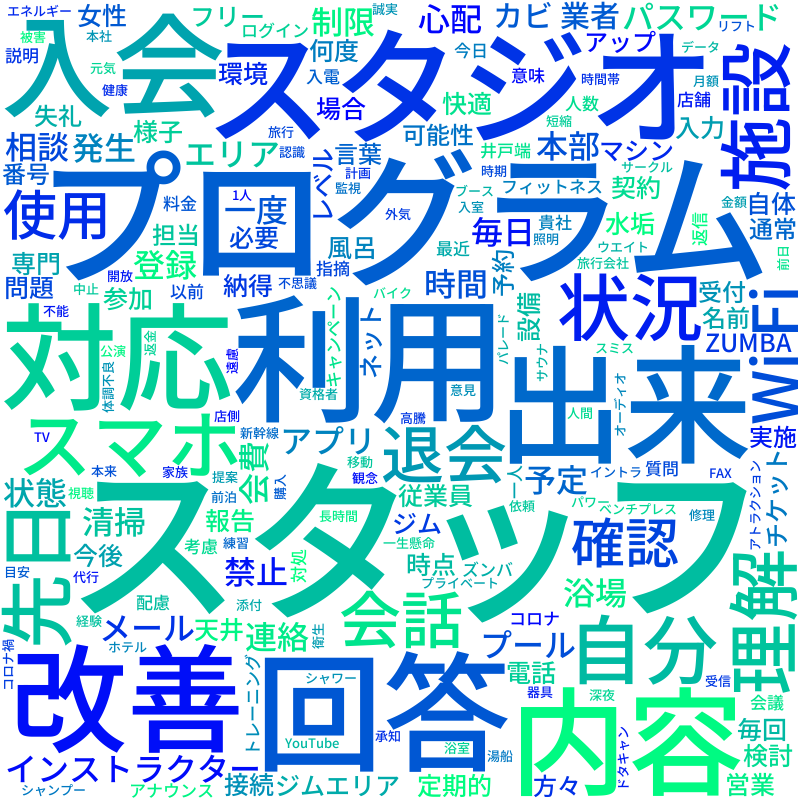 エネルギー
本社
フリー
誠実
女性
被害
ログイン
制限
心配
カビ
業者
パスワード
入会
スタジオ
元気
説明
環境
何度
入電
今日
アップ
データ
リフト
健康
場合
意味
時間帯
月額
快適
人数
店舗
施設
失礼
様子
旅行
可能性
短縮
入力
相談
発生
エリア
認識
言葉
井戸端
本部
マシン
サークル
番号
プログラム
レベル
計画
監視
時期
ブース
フィットネス
契約
金額
自体
使用
料金
1人
一度
外気
入室
貴社
通常
担当
必要
風呂
毎日
照明
水垢
ウエイト
返信
専門
登録
指摘
最近
旅行会社
前日
問題
中止
開放
参加
以前
納得
不思議
バイク
時間
予約
設備
状況
受付
名前
WiFi
不能
対応
公演
返金
体調不良
遠慮
キャンペーン
ネット
利用
パレード
サウナ
出来
スミス
ZUMBA
資格者
意見
オーディオ
店側
高騰
人間
実施
TV
スマホ
新幹線
アプリ
退会
移動
会費
本来
家族
提案
購入
観念
一人
予定
イントラ
質問
FAX
アトラクション
チケット
状態
視聴
前泊
従業員
依頼
パワー
ベンチプレス
先日
清掃
報告
長時間
ジム
スタッフ
修理
確認
今後
考慮
練習
対処
一生懸命
時点
ズンバ
目安
代行
禁止
プライベート
理解
配慮
添付
会話
浴場
経験
メール
天井
連絡
衛生
コロナ
自分
コロナ禍
ホテル
プール
電話
改善
トレーニング
シャワー
回答
器具
内容
深夜
受信
会議
YouTube
承知
浴室
湯船
ドタキャン
毎回
検討
インストラクター
シャンプー
アナウンス
接続
ジムエリア
定期的
方々
営業